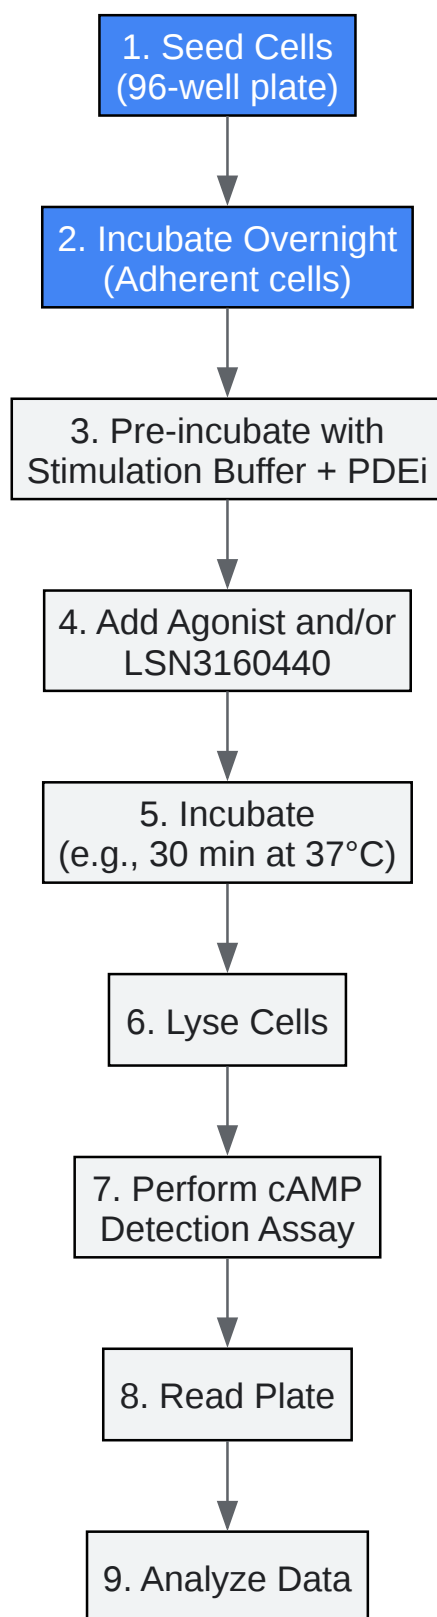 1. Seed Cells
(96-well plate)
2. Incubate Overnight
(Adherent cells)
3. Pre-incubate with
Stimulation Buffer + PDEi
4. Add Agonist and/or
LSN3160440
5. Incubate
(e.g., 30 min at 37°C)
6. Lyse Cells
7. Perform cAMP
Detection Assay
8. Read Plate
9. Analyze Data